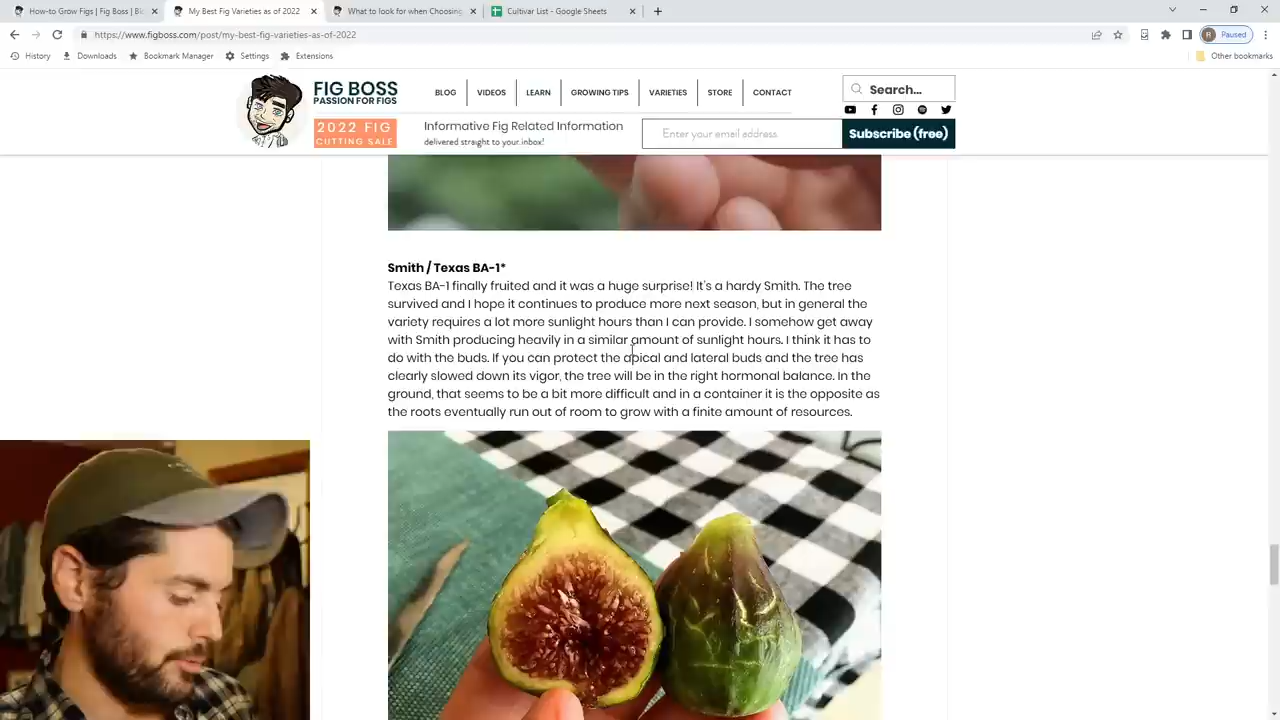 How-to Grow Figs | Fig Boss | Bl
My Best Fig Varieties as of 2022
What to look for when Choosing
Cultivar List - Google Sheets
https://www.figboss.com/post/my-best-fig-varieties-as-of-2022
R Paused
History Downloads Bookmark Manager Settings Extensions Other bookmarks
FIG BOSS
PASSION FOR FIGS
BLOG VIDEOS LEARN GROWING TIPS VARIETIES STORE CONTACT
Search...
2022 FIG
CUTTING SALE
Informative Fig Related Information
delivered straight to your inbox!
Enter your email address
Subscribe (free)
Smith / Texas BA-1*
Texas BA-1 finally fruited and it was a huge surprise! It's a hardy Smith. The tree
survived and I hope it continues to produce more next season, but in general the
variety requires a lot more sunlight hours than I can provide. I somehow get away
with Smith producing heavily in a similar amount of sunlight hours. I think it has to
do with the buds. If you can protect the apical and lateral buds and the tree has
clearly slowed down its vigor, the tree will be in the right hormonal balance. In the
ground, that seems to be a bit more difficult and in a container it is the opposite as
the roots eventually run out of room to grow with a finite amount of resources.